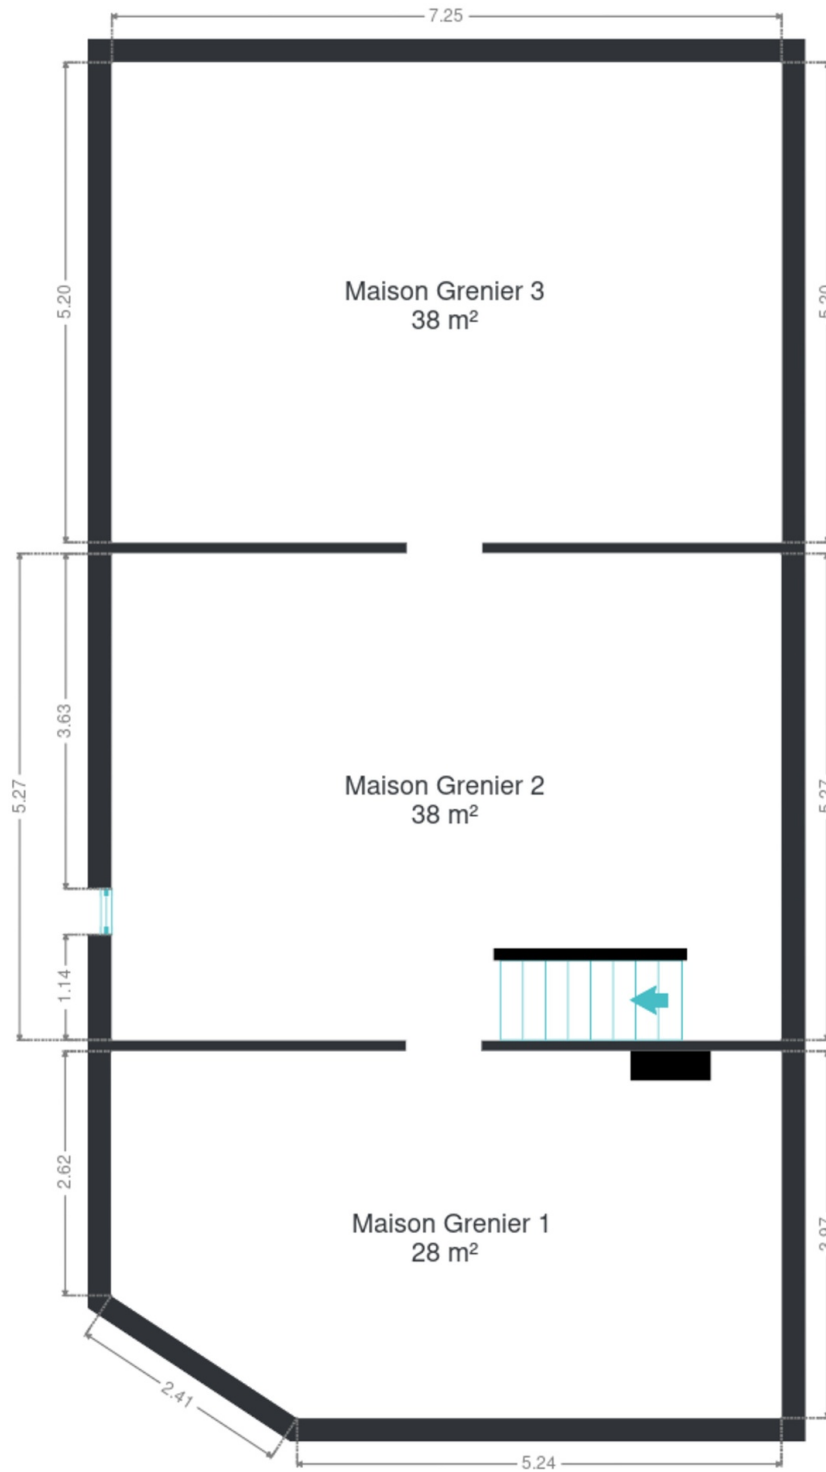 7.25
5.20
Maison Grenier 3
38 m²
3.63
5.27
Maison Grenier 2
38 m²
1.14
2.62
Maison Grenier 1
28 m²
2.41
5.24